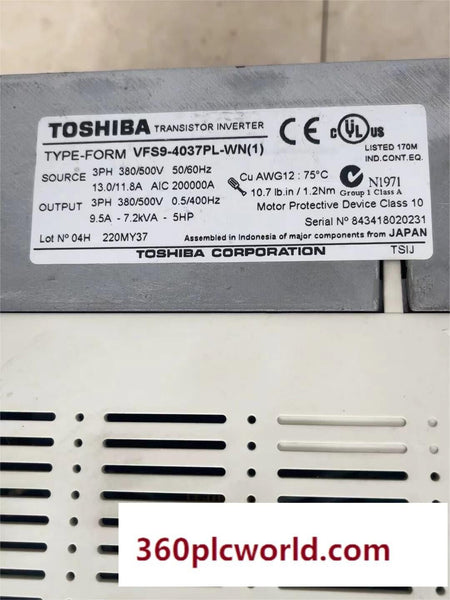 TOSHIBA TRANSISTOR INVERTER
CE c UL us
LISTED 170M
IND.CONT.EQ.
TYPE-FORM VFS9-4037PL-WN(1)
SOURCE 3PH 380/500V 50/60Hz
13.0/11.8A AIC 200000A
OUTPUT 3PH 380/500V 0.5/400Hz
9.5A - 7.2kVA - 5HP
Cu AWG12 : 75°C
10.7 lb.in / 1.2Nm
N1971
Group 1 Class A
Motor Protective Device Class 10
Serial Nº 843418020231
Lot Nº 04H 220MY37
Assembled in Indonesia of major components from JAPAN
TOSHIBA CORPORATION
TSIJ
360plcworld.com